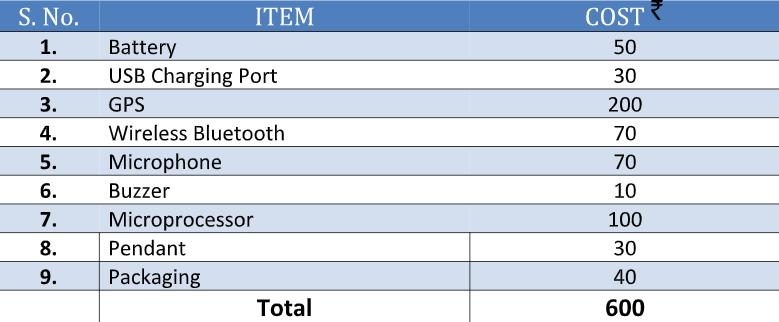 S. No. ITEM COST ₹
1. Battery 50
2. USB Charging Port 30
3. GPS 200
4. Wireless Bluetooth 70
5. Microphone 70
6. Buzzer 10
7. Microprocessor 100
8. Pendant 30
9. Packaging 40
Total 600